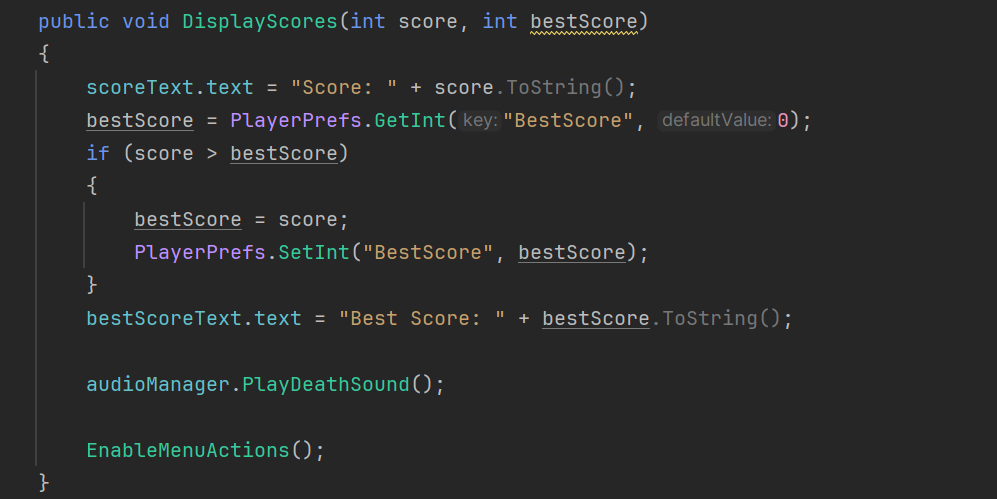 public void DisplayScores(int score, int bestScore)
{
scoreText.text = "Score: " + score.ToString();
bestScore = PlayerPrefs.GetInt(key:"BestScore", defaultValue:0);
if (score > bestScore)
{
bestScore = score;
PlayerPrefs.SetInt("BestScore", bestScore);
}
bestScoreText.text = "Best Score: " + bestScore.ToString();
audioManager.PlayDeathSound();
EnableMenuActions();
}